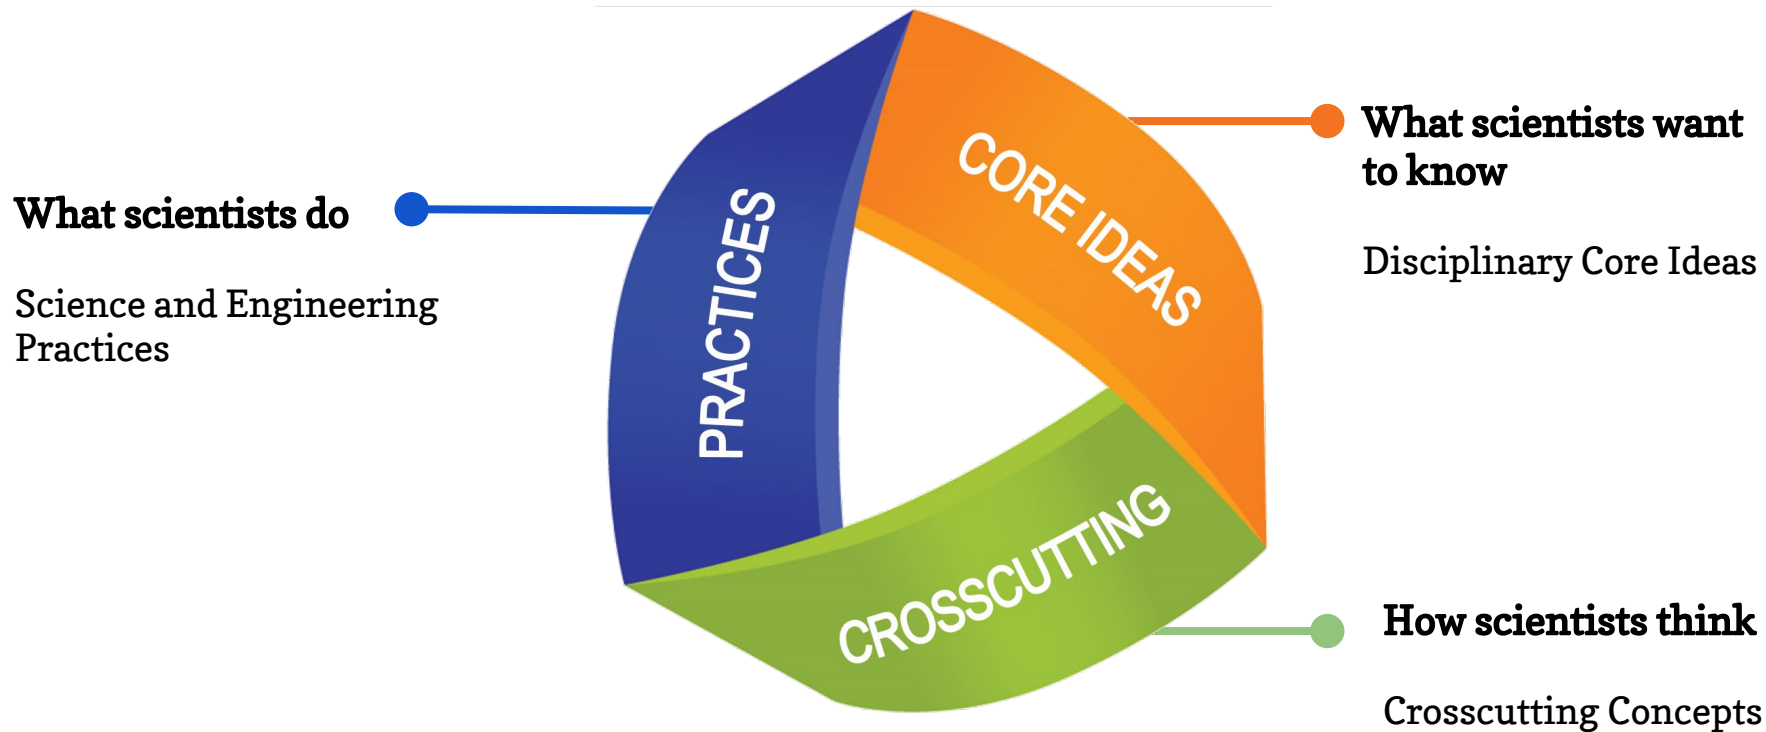 What scientists do
Science and Engineering
Practices
PRACTICES
CORE IDEAS
CROSSCUTTING
What scientists want
to know
Disciplinary Core Ideas
How scientists think
Crosscutting Concepts